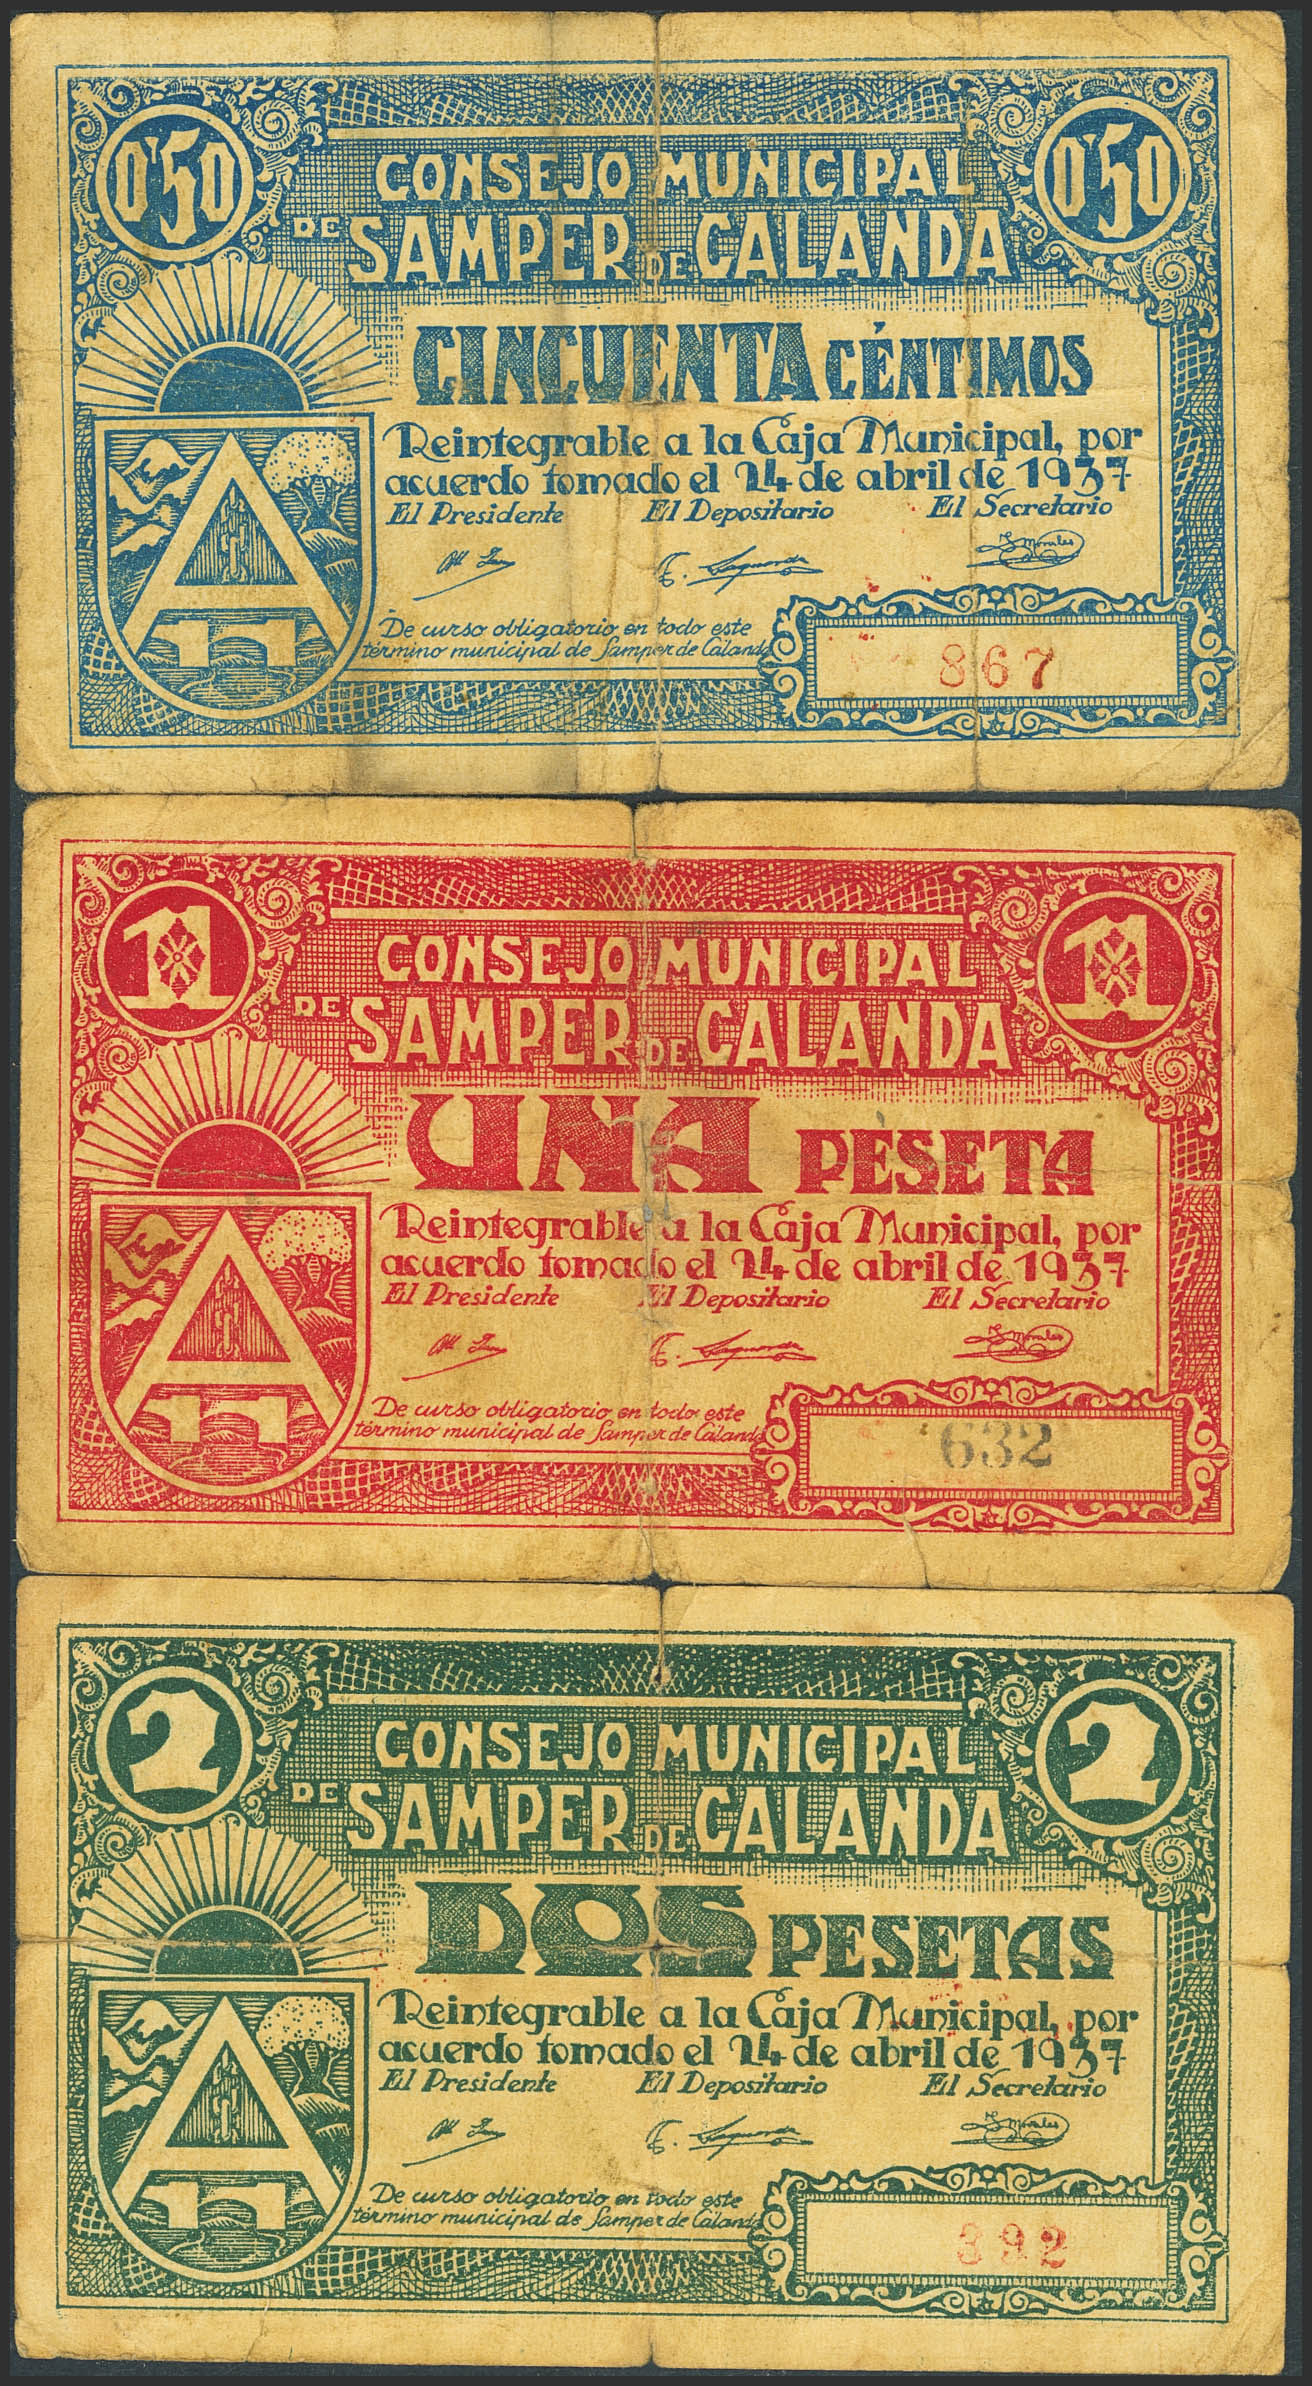 0'50
0'50
CONSEJO MUNICIPAL
DE SAMPER DE CALANDA
CINCUENTA CÉNTIMOS
Reintegrable a la Caja Municipal, por
acuerdo tomado el 24 de abril de 1937
El Presidente El Depositario El Secretario
Morales
De curso obligatorio en todo este
término municipal de Samper de Calanda
867
A
1
1
CONSEJO MUNICIPAL
DE SAMPER DE CALANDA
UNA PESETA
Reintegrable a la Caja Municipal, por
acuerdo tomado el 24 de abril de 1937
El Presidente El Depositario El Secretario
Morales
De curso obligatorio en todo este
término municipal de Samper de Calanda
632
A
2
2
CONSEJO MUNICIPAL
DE SAMPER DE CALANDA
DOS PESETAS
Reintegrable a la Caja Municipal, por
acuerdo tomado el 24 de abril de 1937
El Presidente El Depositario El Secretario
Morales
De curso obligatorio en todo este
término municipal de Samper de Calanda
392
A